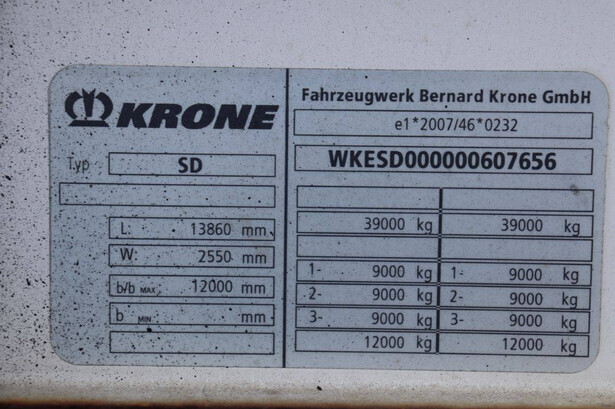 KRONE
Typ SD
L: 13860 mm
W: 2550 mm
b/b MAX: 12000 mm
b MIN: mm
Fahrzeugwerk Bernard Krone GmbH
e1*2007/46*0232
WKESD000000607656
39000 kg 39000 kg
1- 9000 kg 1- 9000 kg
2- 9000 kg 2- 9000 kg
3- 9000 kg 3- 9000 kg
12000 kg 12000 kg